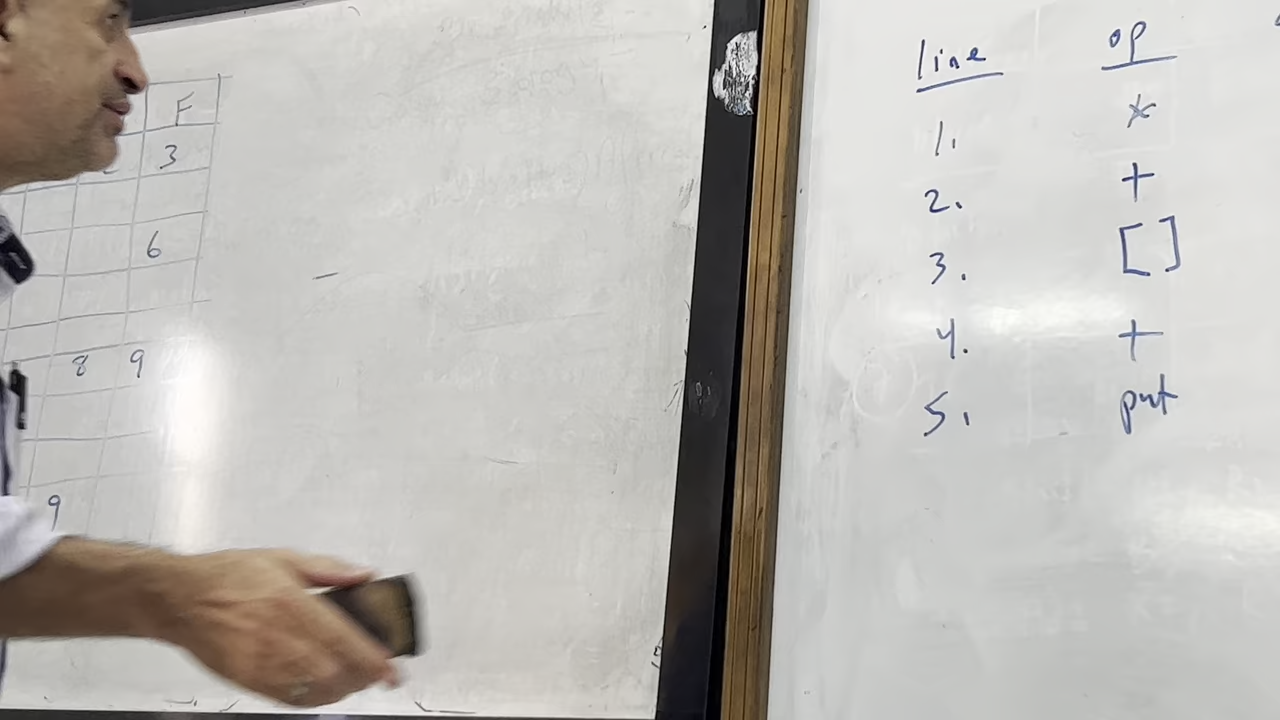 F
3
6
8 9
9
line op
1. *
2. +
3. []
4. +
5. put